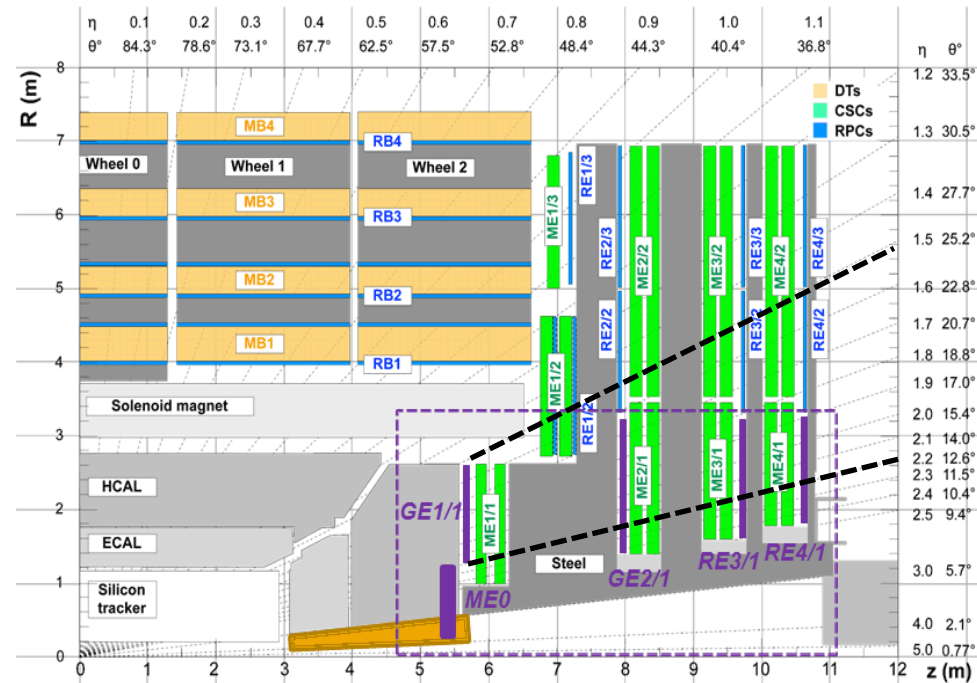 η 0.1 0.2 0.3 0.4 0.5 0.6 0.7 0.8 0.9 1.0 1.1
θ° 84.3° 78.6° 73.1° 67.7° 62.5° 57.5° 52.8° 48.4° 44.3° 40.4° 36.8° η θ°
R (m)
8
7
6
5
4
3
2
1
0
1.2 33.5°
1.3 30.5°
1.4 27.7°
1.5 25.2°
1.6 22.8°
1.7 20.7°
1.8 18.8°
1.9 17.0°
2.0 15.4°
2.1 14.0°
2.2 12.6°
2.3 11.5°
2.4 10.4°
2.5 9.4°
3.0 5.7°
4.0 2.1°
5.0 0.77°
DTs
CSCs
RPCs
MB4
RB4
Wheel 0
Wheel 1
Wheel 2
MB3
RB3
MB2
RB2
MB1
RB1
Solenoid magnet
HCAL
ECAL
Silicon
tracker
Steel
ME1/3
RE1/3
ME1/2
RE1/2
RE2/3
RE2/2
ME2/2
ME3/2
RE3/3
RE3/2
ME4/2
RE4/3
RE4/2
GE1/1
ME1/1
ME0
ME2/1
GE2/1
ME3/1
RE3/1
ME4/1
RE4/1
0 1 2 3 4 5 6 7 8 9 10 11 12
z (m)